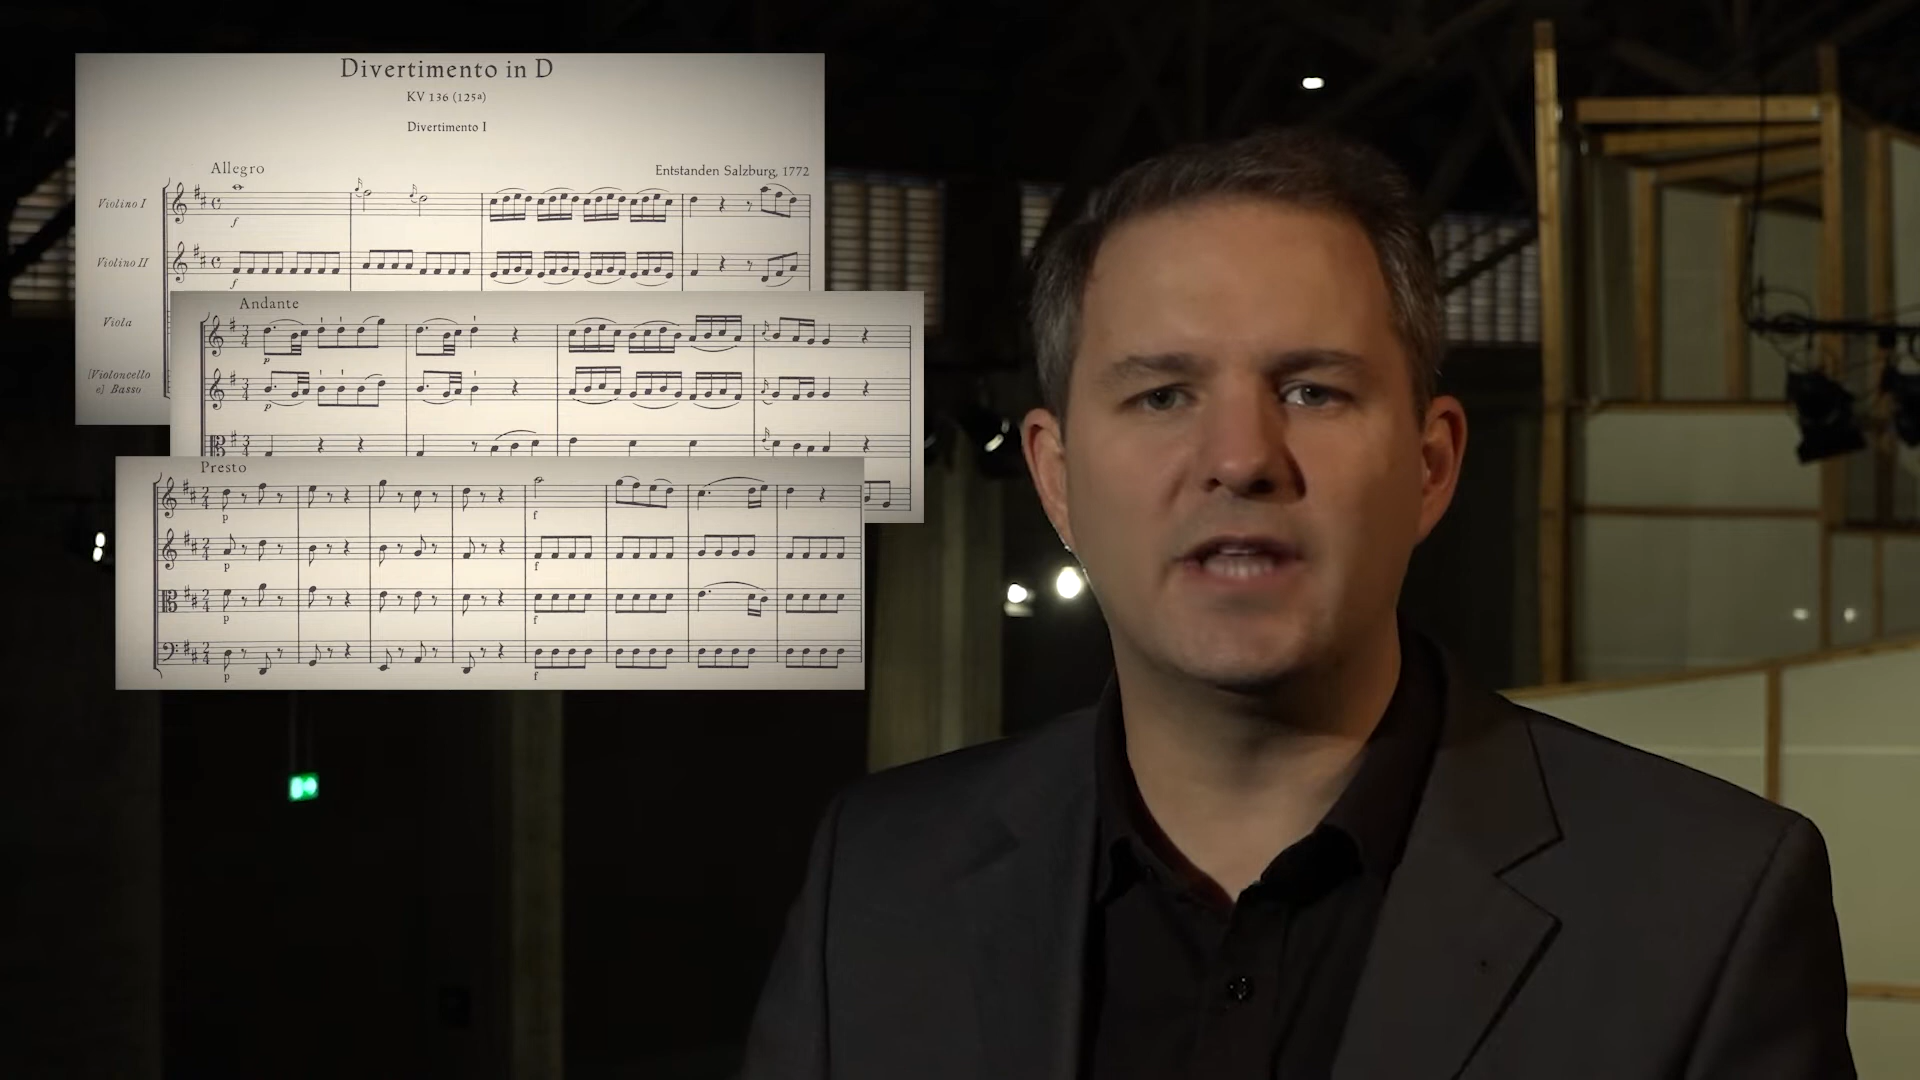 Divertimento in D
KV 136 (125a)
Divertimento I
Allegro
Entstanden Salzburg, 1772
Violino I
f
Violino II
f
Viola
[Violoncello
e] Basso
Andante
p
p
Presto
p
f
p
f
p
f
p
f